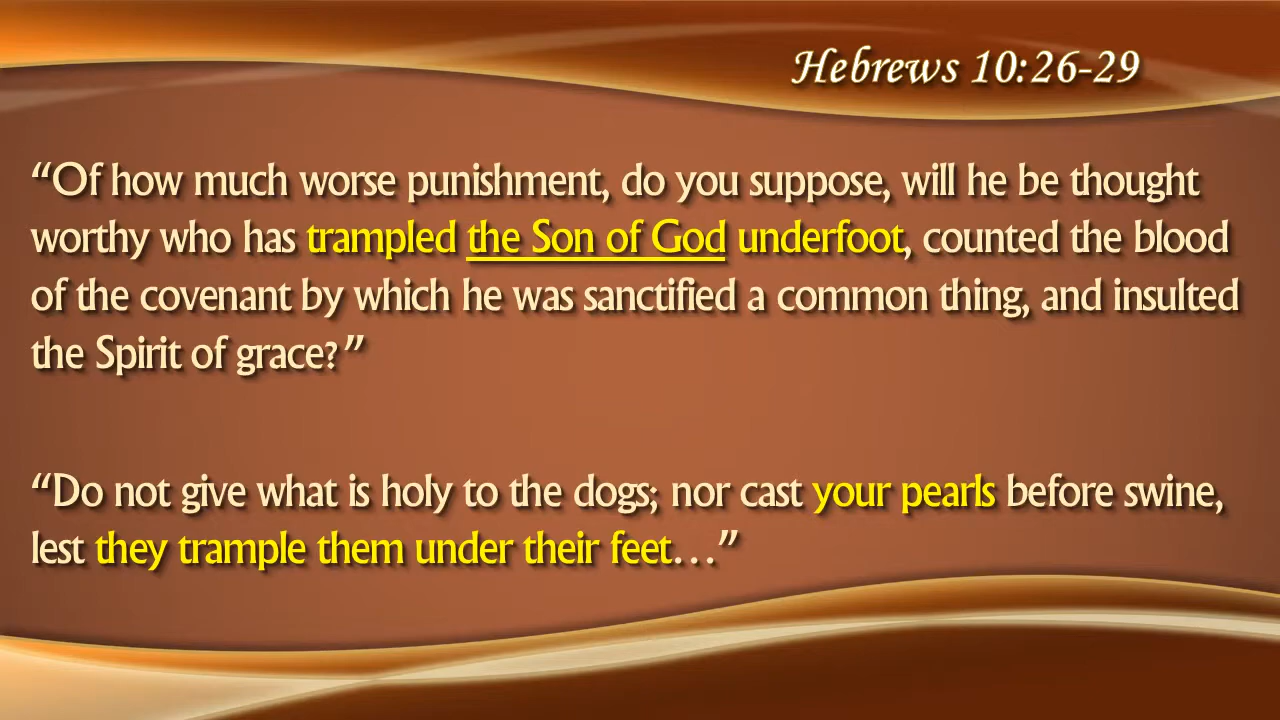 Hebrews 10:26-29
“Of how much worse punishment, do you suppose, will he be thought
worthy who has trampled the Son of God underfoot, counted the blood
of the covenant by which he was sanctified a common thing, and insulted
the Spirit of grace?”
“Do not give what is holy to the dogs; nor cast your pearls before swine,
lest they trample them under their feet…”